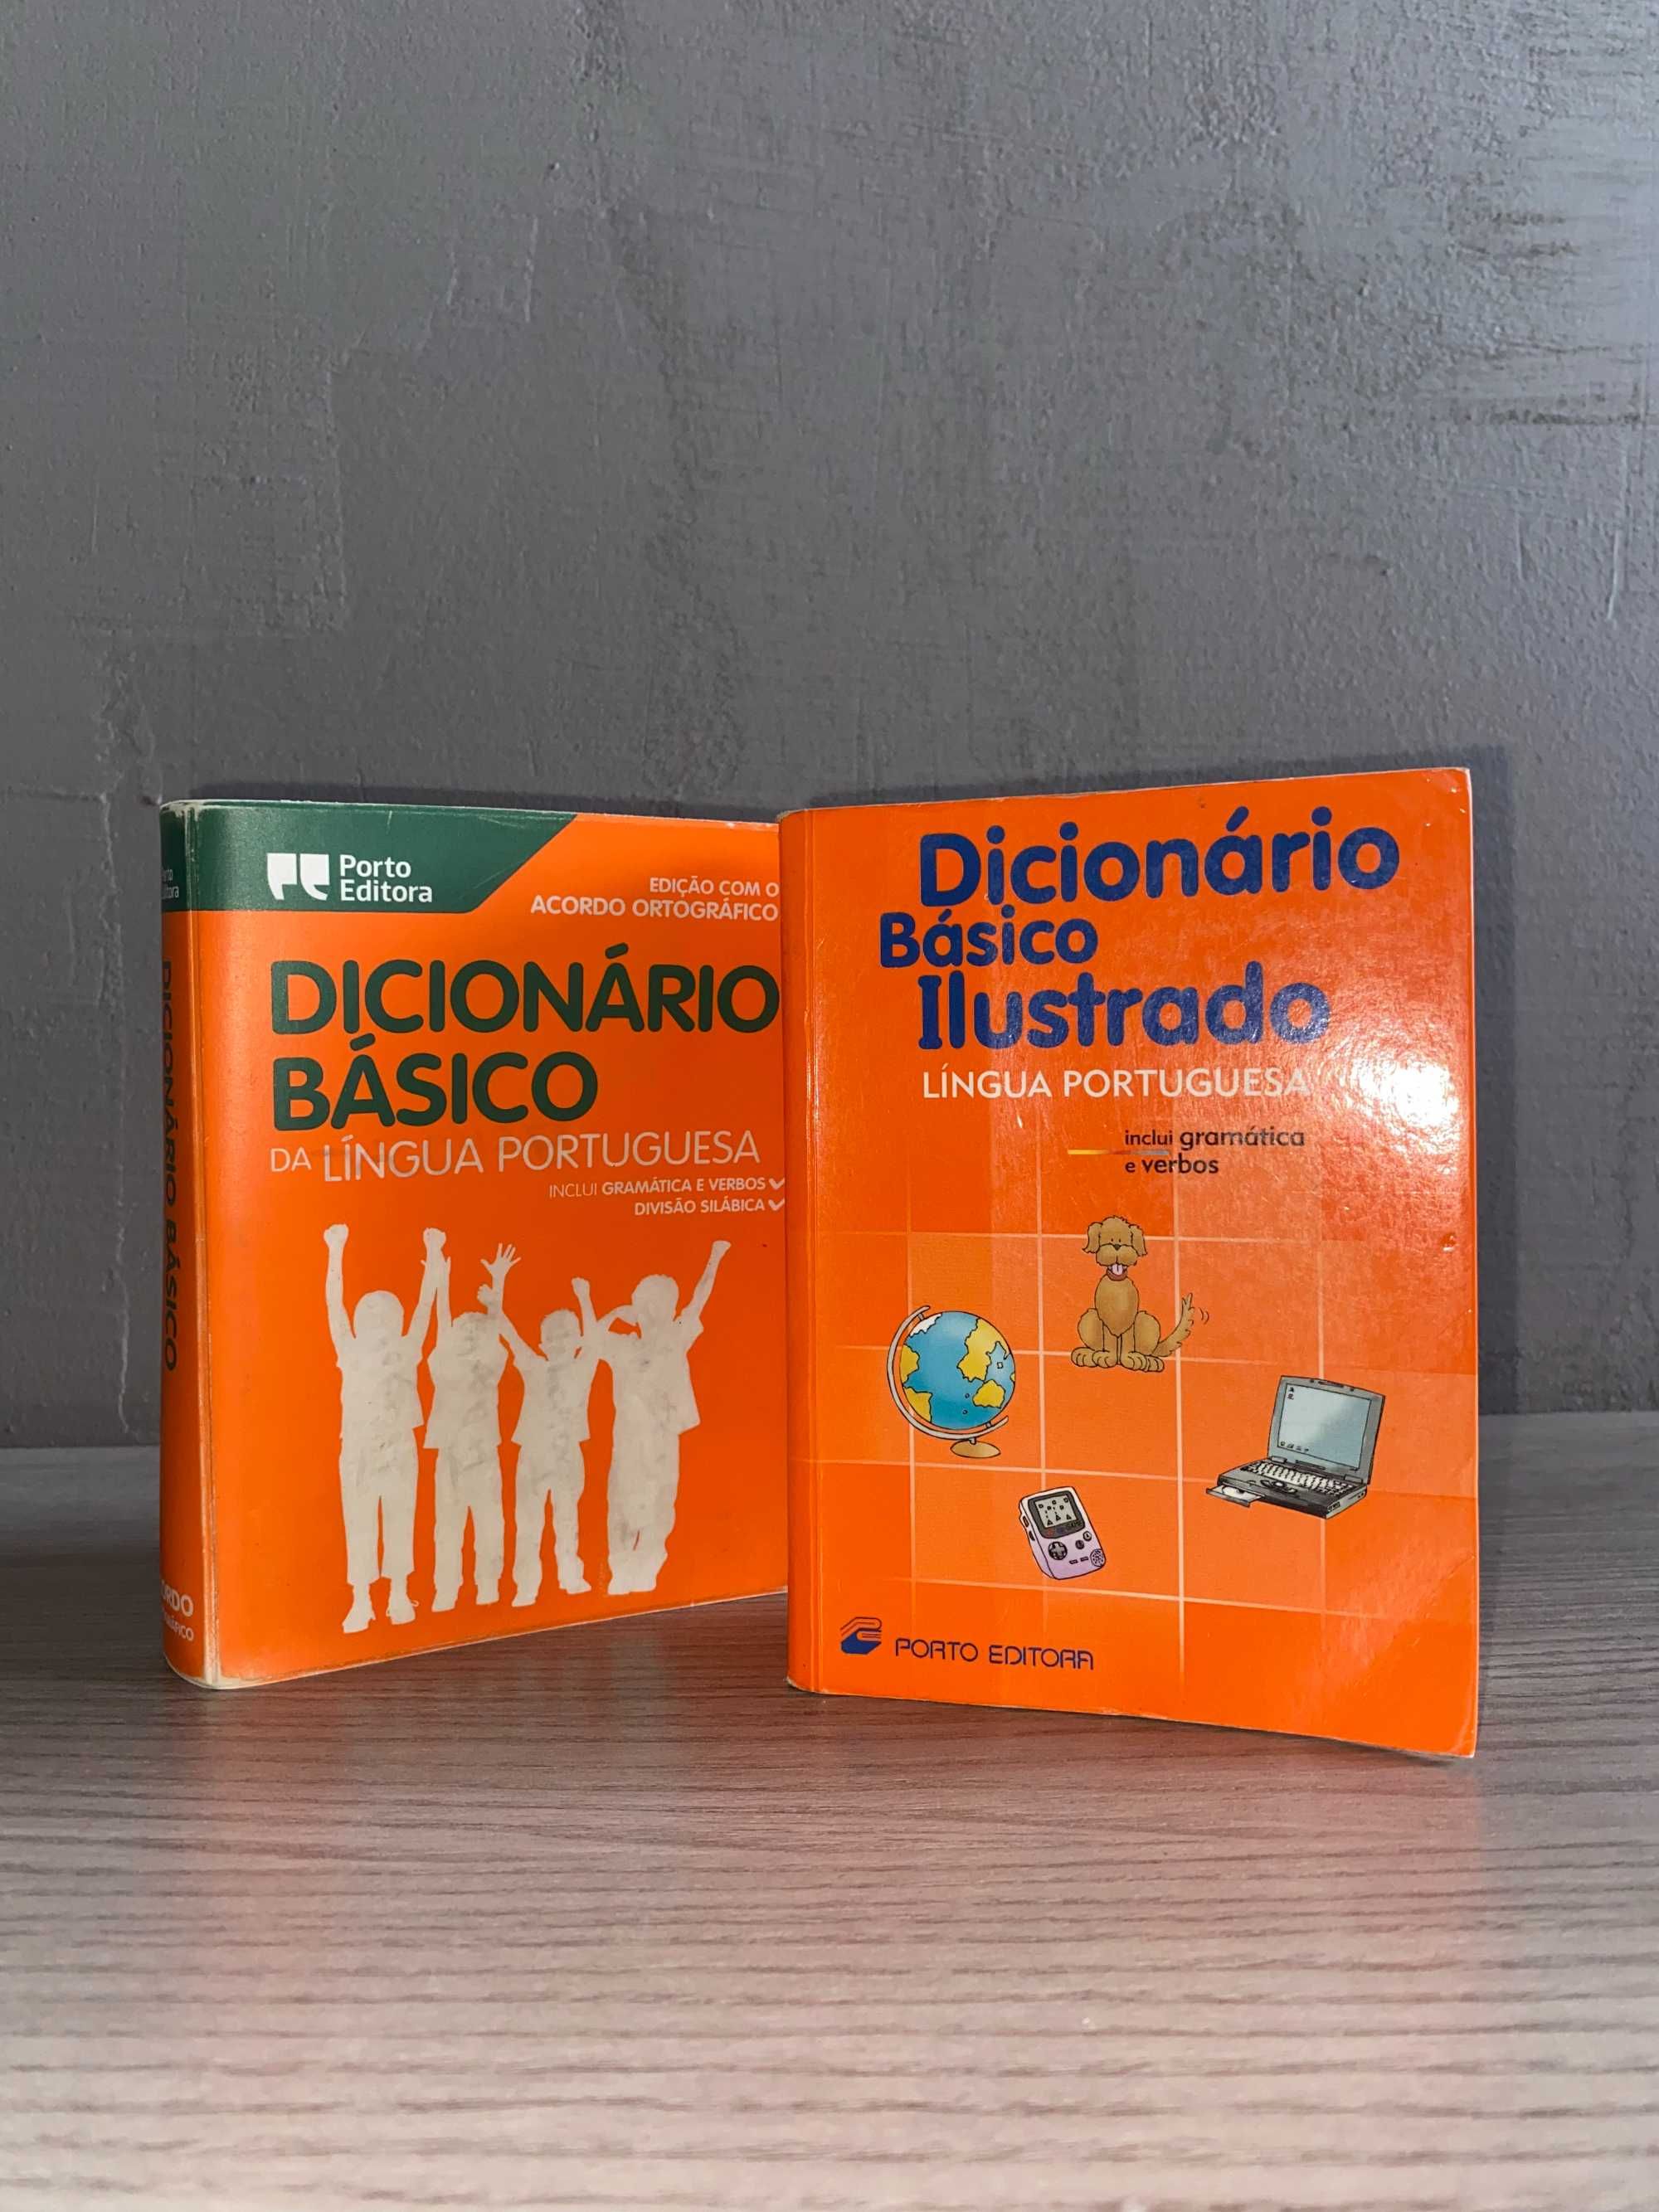 Porto
Editora
EDIÇÃO COM O
ACORDO ORTOGRÁFICO
DICIONÁRIO
BÁSICO
DA LÍNGUA PORTUGUESA
INCLUI GRAMÁTICA E VERBOS
DIVISÃO SILÁBICA
DICIONÁRIO BÁSICO
Dicionário
Básico
Ilustrado
LÍNGUA PORTUGUESA
inclui gramática
e verbos
PORTO EDITORA